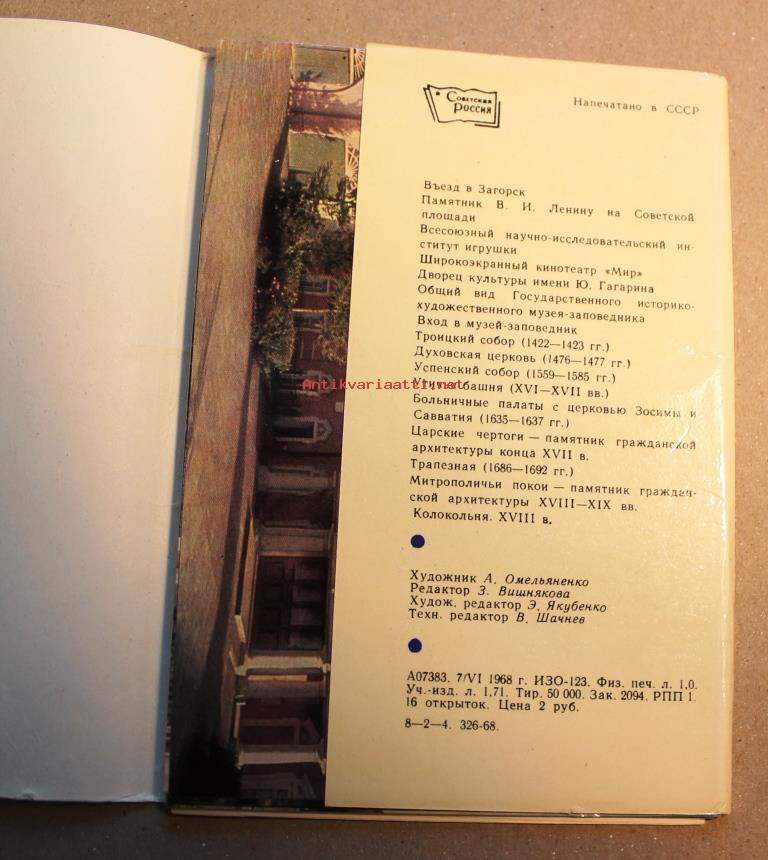 Советская
Россия
Напечатано в СССР
Въезд в Загорск
Памятник В. И. Ленину на Советской
площади
Всесоюзный научно-исследовательский ин-
ститут игрушки
Широкоэкранный кинотеатр «Мир»
Дворец культуры имени Ю. Гагарина
Общий вид Государственного историко-
художественного музея-заповедника
Вход в музей-заповедник
Троицкий собор (1422—1423 гг.)
Духовская церковь (1476—1477 гг.)
Успенский собор (1559—1585 гг.)
Antikvariaatti.net
Утичья башня (XVI—XVII вв.)
Больничные палаты с церковью Зосимы и
Савватия (1635—1637 гг.)
Царские чертоги — памятник гражданской
архитектуры конца XVII в.
Трапезная (1686—1692 гг.)
Митрополичьи покои — памятник граждан-
ской архитектуры XVIII—XIX вв.
Колокольня. XVIII в.
Художник А. Омельяненко
Редактор З. Вишнякова
Худож. редактор Э. Якубенко
Техн. редактор В. Шачнев
А07383. 7/VI 1968 г. ИЗО-123. Физ. печ. л. 1,0.
Уч.-изд. л. 1,71. Тир. 50 000. Зак. 2094. РПП 1.
16 открыток. Цена 2 руб.
8—2—4. 326-68.